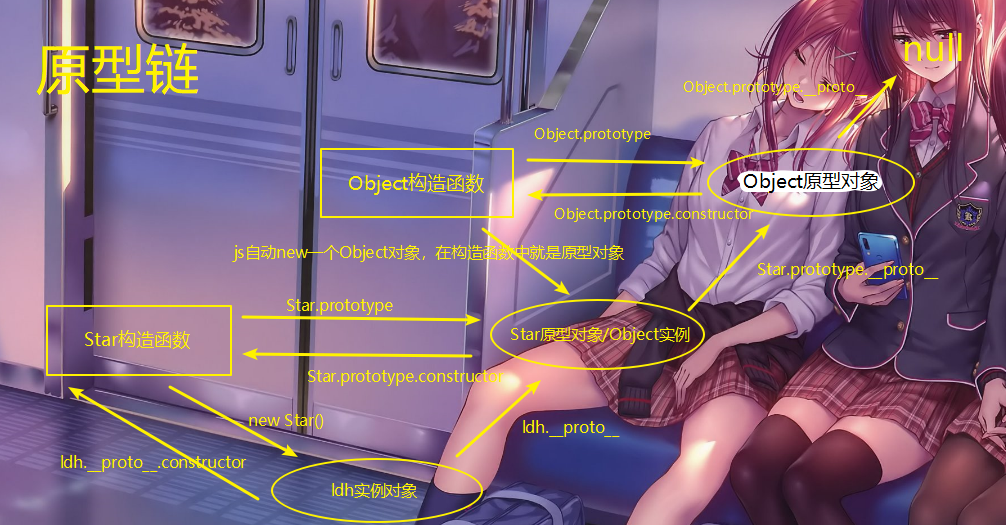 原型链
null
Object.prototype.__proto__
Object.prototype
Object构造函数
Object原型对象
Object.prototype.constructor
js自动new一个Object对象，在构造函数中就是原型对象
Star.prototype.__proto__
Star.prototype
Star构造函数
Star原型对象/Object实例
Star.prototype.constructor
new Star()
ldh.__proto__
ldh.__proto__.constructor
ldh实例对象